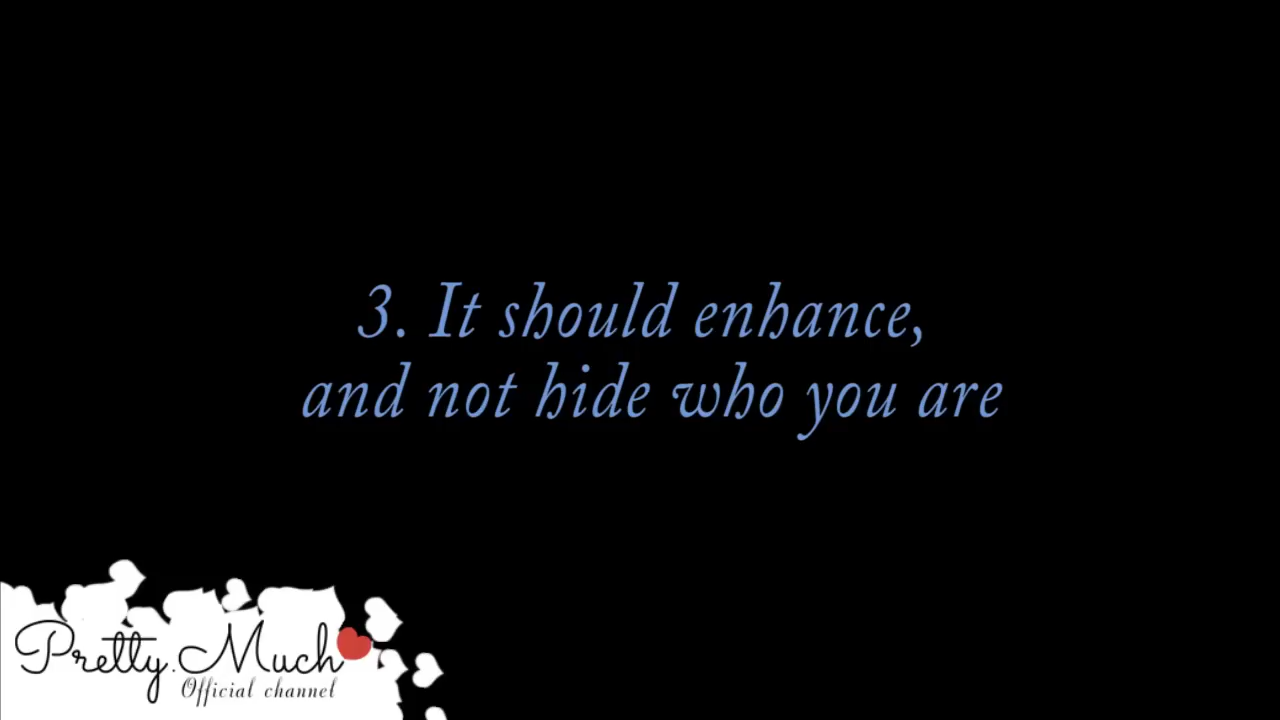 3. It should enhance,
and not hide who you are
Pretty.Much
Official channel